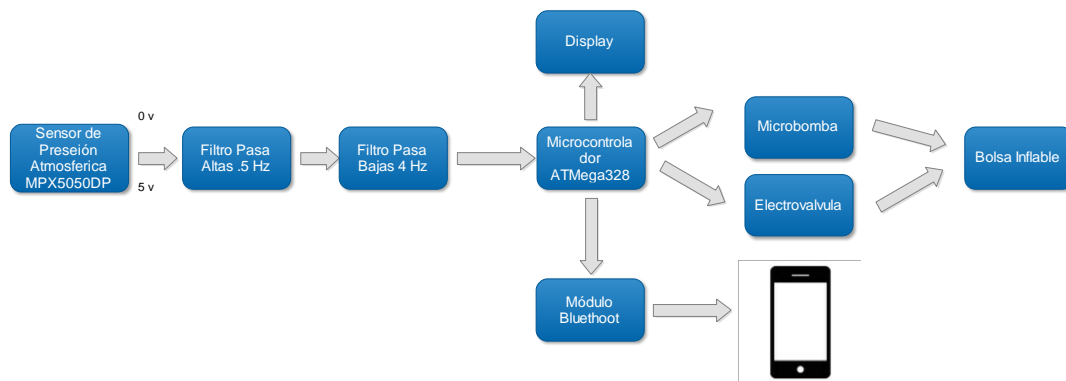 Display
0 v
Sensor de
Preseión
Atmosferica
MPX5050DP
5 v
Filtro Pasa
Altas .5 Hz
Filtro Pasa
Bajas 4 Hz
Microcontrola
dor
ATMega328
Microbomba
Electrovalvula
Bolsa Inflable
Módulo
Bluethoot